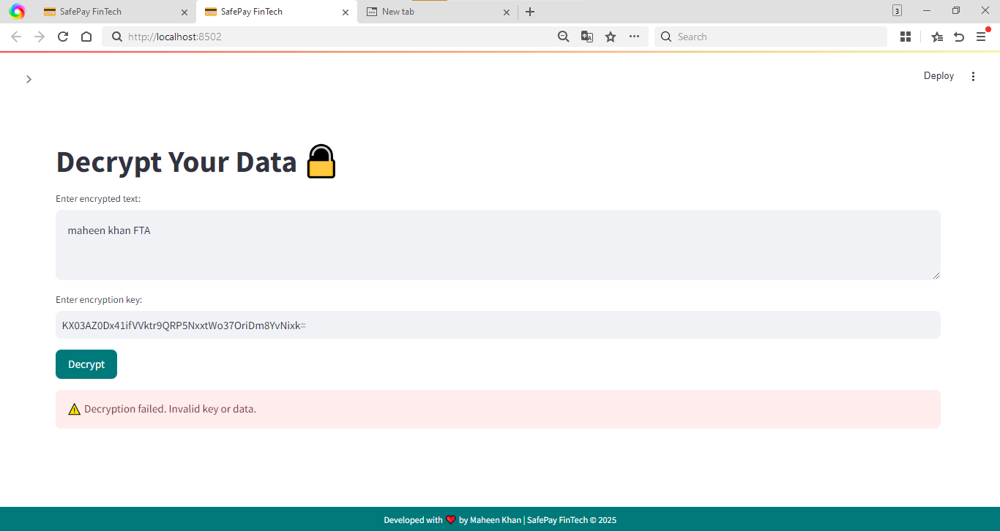 SafePay FinTech
SafePay FinTech
New tab
3
http://localhost:8502
Search
Deploy
Decrypt Your Data
Enter encrypted text:
maheen khan FTA
Enter encryption key:
KX03AZ0Dx41ifVVktr9QRP5NxxtWo37OriDm8YvNixk=
Decrypt
Decryption failed. Invalid key or data.
Developed with ❤️ by Maheen Khan | SafePay FinTech © 2025